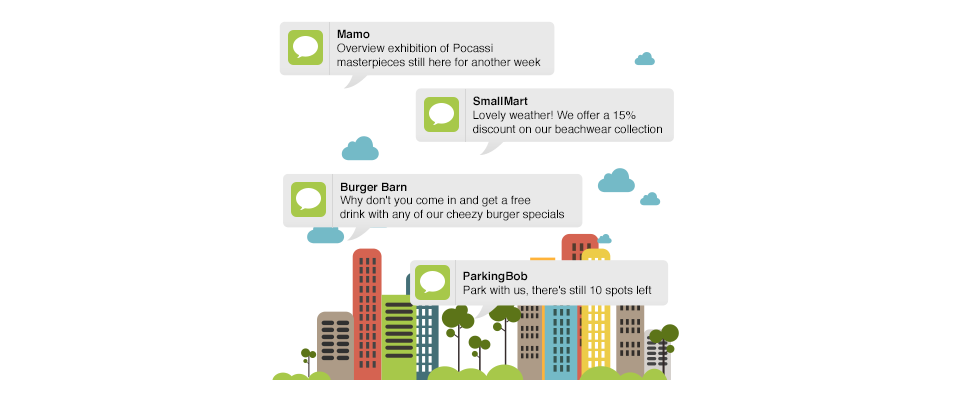 Mamo
Overview exhibition of Pocassi
masterpieces still here for another week
SmallMart
Lovely weather! We offer a 15%
discount on our beachwear collection
Burger Barn
Why don't you come in and get a free
drink with any of our cheezy burger specials
ParkingBob
Park with us, there's still 10 spots left